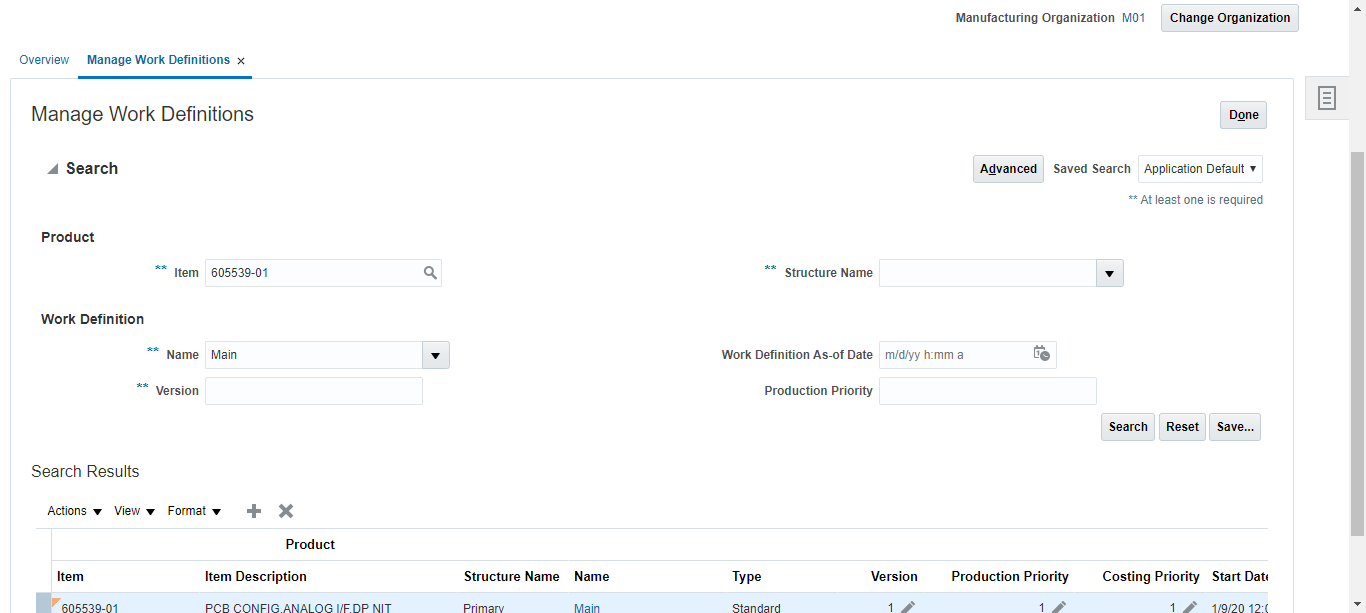 Manufacturing Organization M01 Change Organization
Overview Manage Work Definitions ×
Manage Work Definitions Done
Search Advanced Saved Search Application Default
** At least one is required
Product
** Item 605539-01 ** Structure Name
Work Definition
** Name Main Work Definition As-of Date m/d/yy h:mm a
** Version Production Priority
Search Reset Save...
Search Results
Actions View Format
Product
Item Item Description Structure Name Name Type Version Production Priority Costing Priority Start Date
605539-01 PCB CONFIG,ANALOG I/F,DP NIT Primary Main Standard 1 1 1 1/9/20 12:0